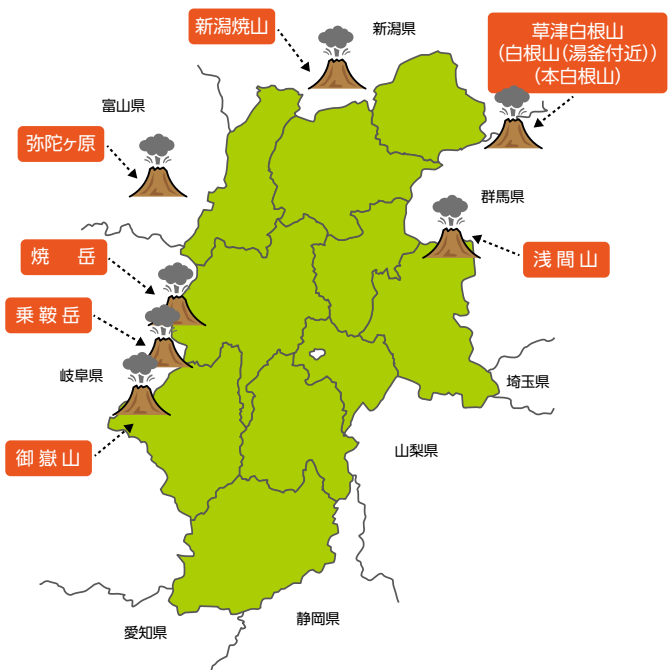 新潟焼山
新潟県
草津白根山
(白根山(湯釜付近))
(本白根山)
富山県
弥陀ヶ原
群馬県
焼 岳
浅間山
乗鞍岳
岐阜県
埼玉県
御嶽山
山梨県
愛知県
静岡県